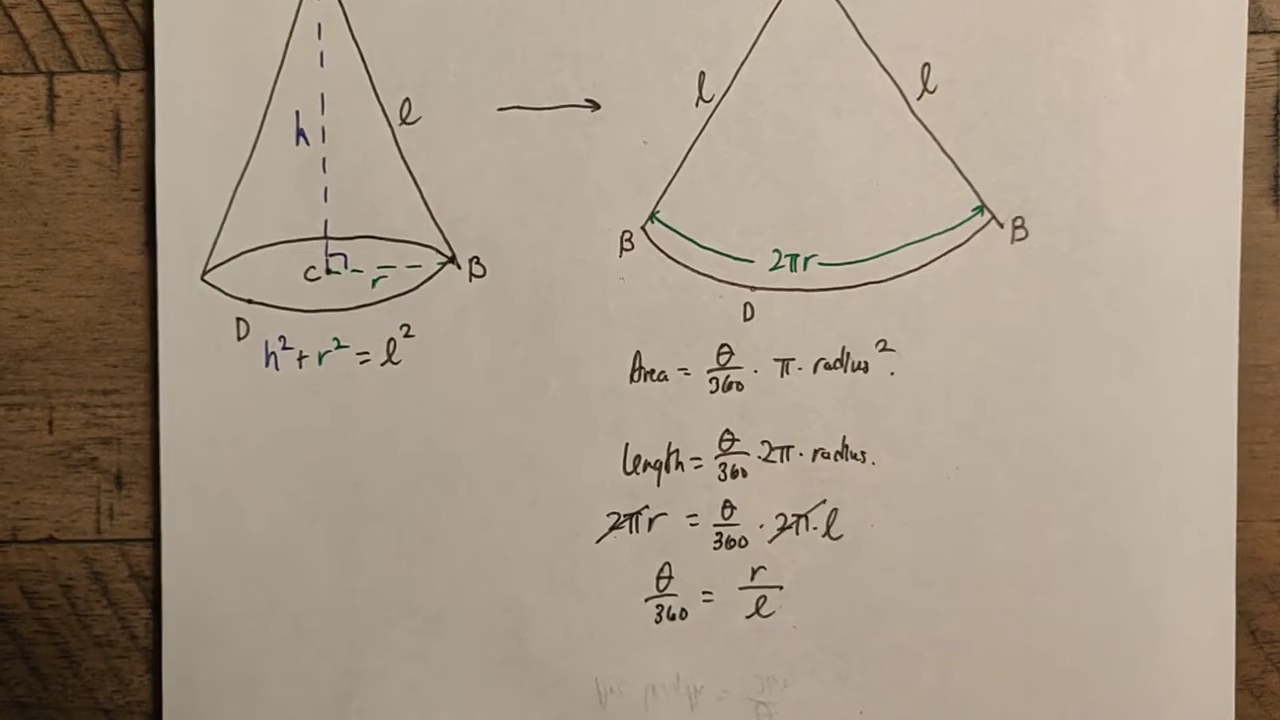 h
l
C
r
B
D
h² + r² = l²
l
l
B
2πr
B
D
Area = θ/360 · π · radius².
length = θ/360 · 2π · radius.
2πr = θ/360 · 2π · l
θ/360 = r/l